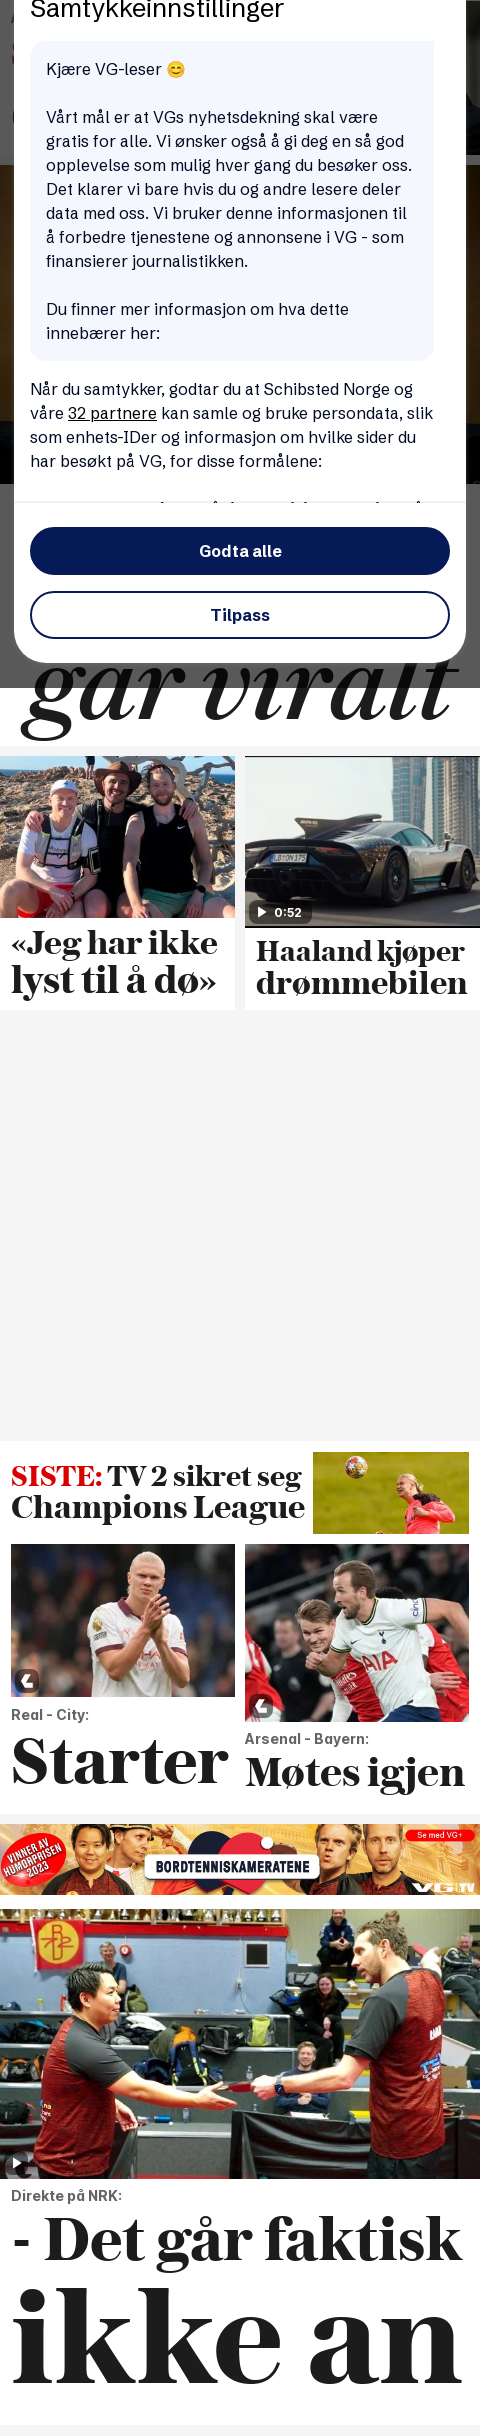 Samtykkeinnstillinger
Kjære VG-leser 😊
Vårt mål er at VGs nyhetsdekning skal være
gratis for alle. Vi ønsker også å gi deg en så god
opplevelse som mulig hver gang du besøker oss.
Det klarer vi bare hvis du og andre lesere deler
data med oss. Vi bruker denne informasjonen til
å forbedre tjenestene og annonsene i VG - som
finansierer journalistikken.
Du finner mer informasjon om hva dette
innebærer her:
Når du samtykker, godtar du at Schibsted Norge og
våre 32 partnere kan samle og bruke persondata, slik
som enhets-IDer og informasjon om hvilke sider du
har besøkt på VG, for disse formålene:
Godta alle
Tilpass
går viralt
0:52
«Jeg har ikke
lyst til å dø»
Haaland kjøper
drømmebilen
SISTE: TV 2 sikret seg
Champions League
Real - City:
Starter
Arsenal - Bayern:
Møtes igjen
VINNER AV
HUMORPRISEN
2023
BORDTENNISKAMERATENE
Se med VG+
VGTV
Direkte på NRK:
- Det går faktisk
ikke an